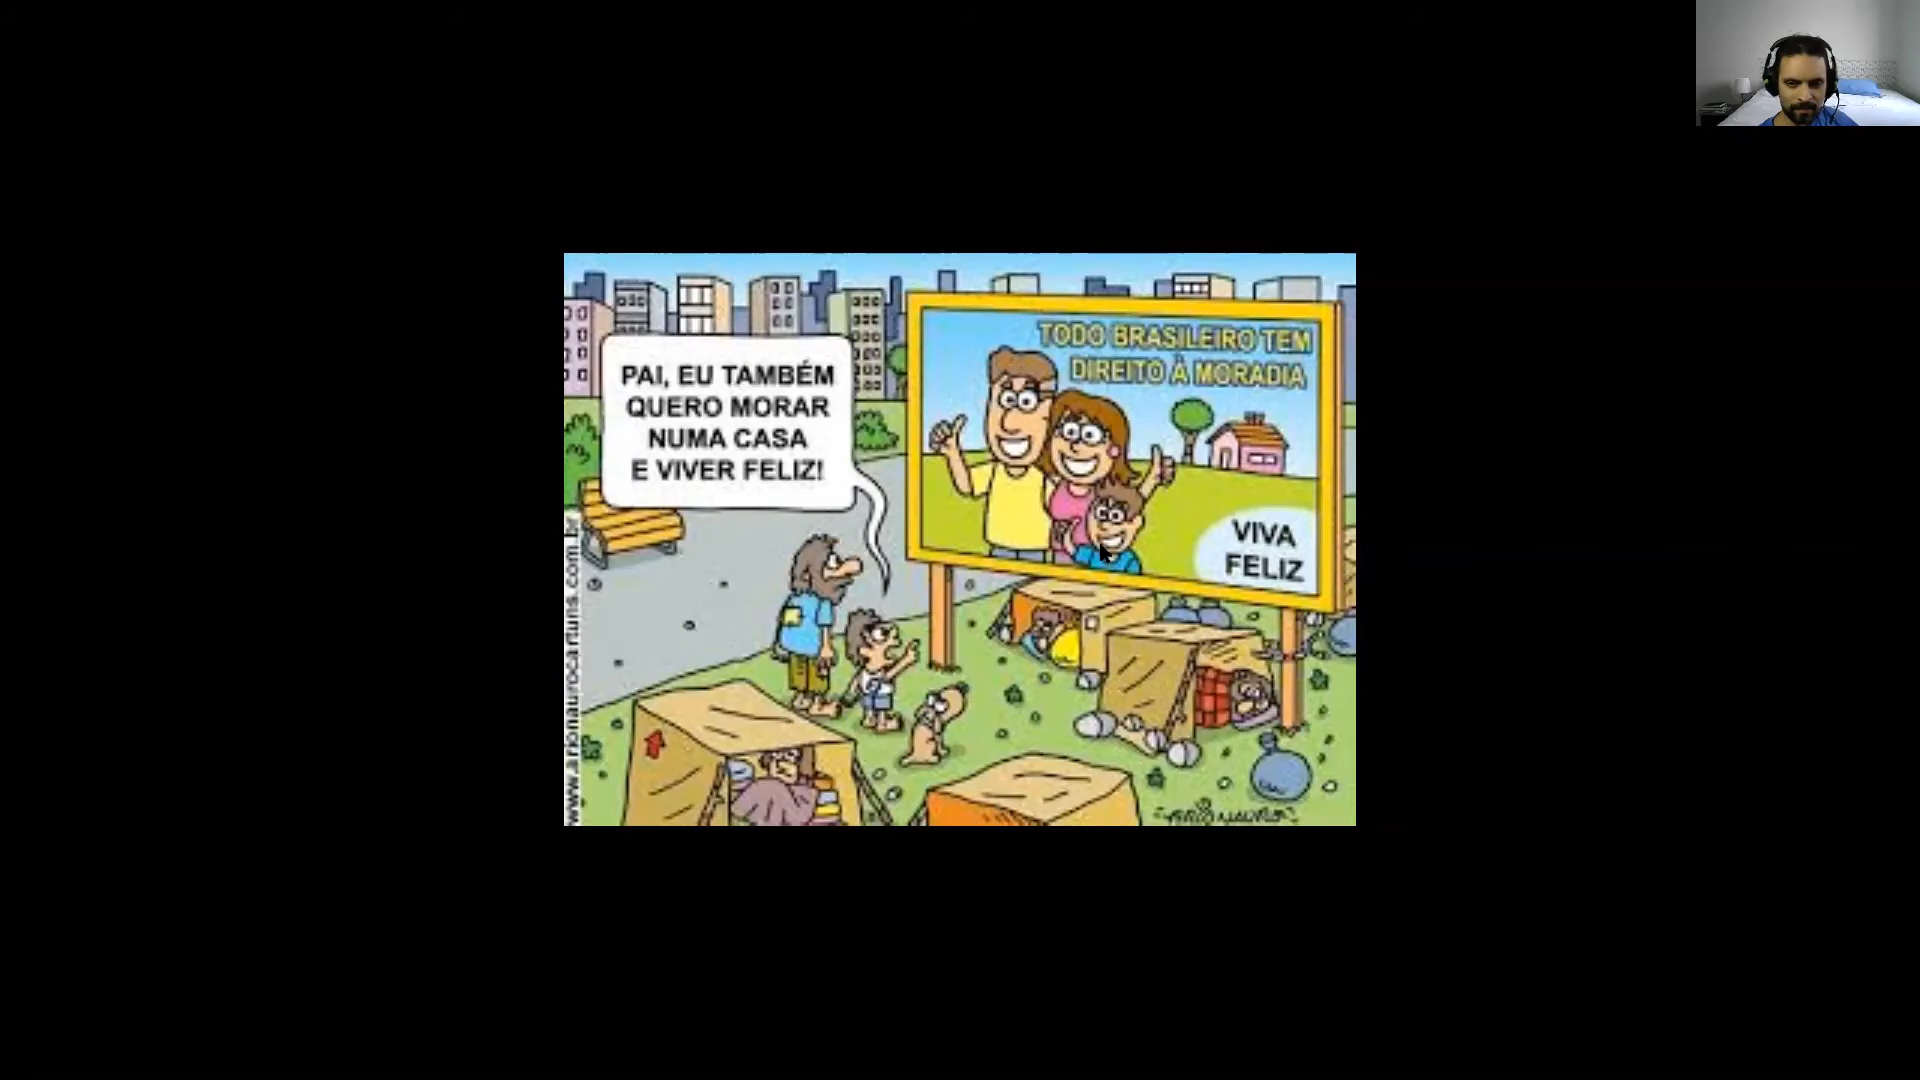 PAI, EU TAMBÉM
QUERO MORAR
NUMA CASA
E VIVER FELIZ!
TODO BRASILEIRO TEM
DIREITO À MORADIA
VIVA
FELIZ
www.arionaurocartuns.com.br